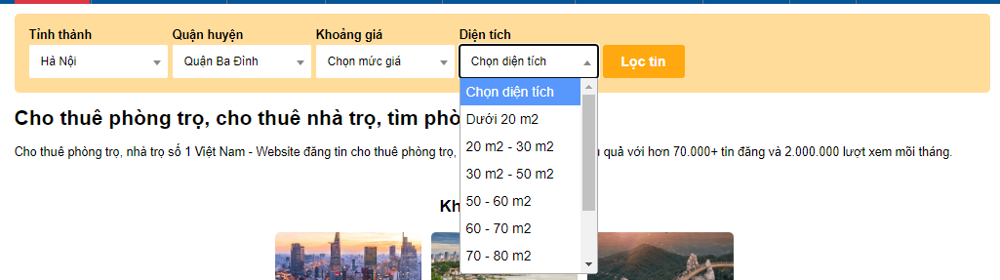 Tỉnh thành
Quận huyện
Khoảng giá
Diện tích
Hà Nội
Quận Ba Đình
Chọn mức giá
Chọn diện tích
Lọc tin
Chọn diện tích
Dưới 20 m2
20 m2 - 30 m2
30 m2 - 50 m2
50 - 60 m2
60 - 70 m2
70 - 80 m2
Cho thuê phòng trọ, cho thuê nhà trọ, tìm
Cho thuê phòng trọ, nhà trọ số 1 Việt Nam - Website đăng tin cho thuê phòng trọ, quả với hơn 70.000+ tin đăng và 2.000.000 lượt xem mỗi tháng.